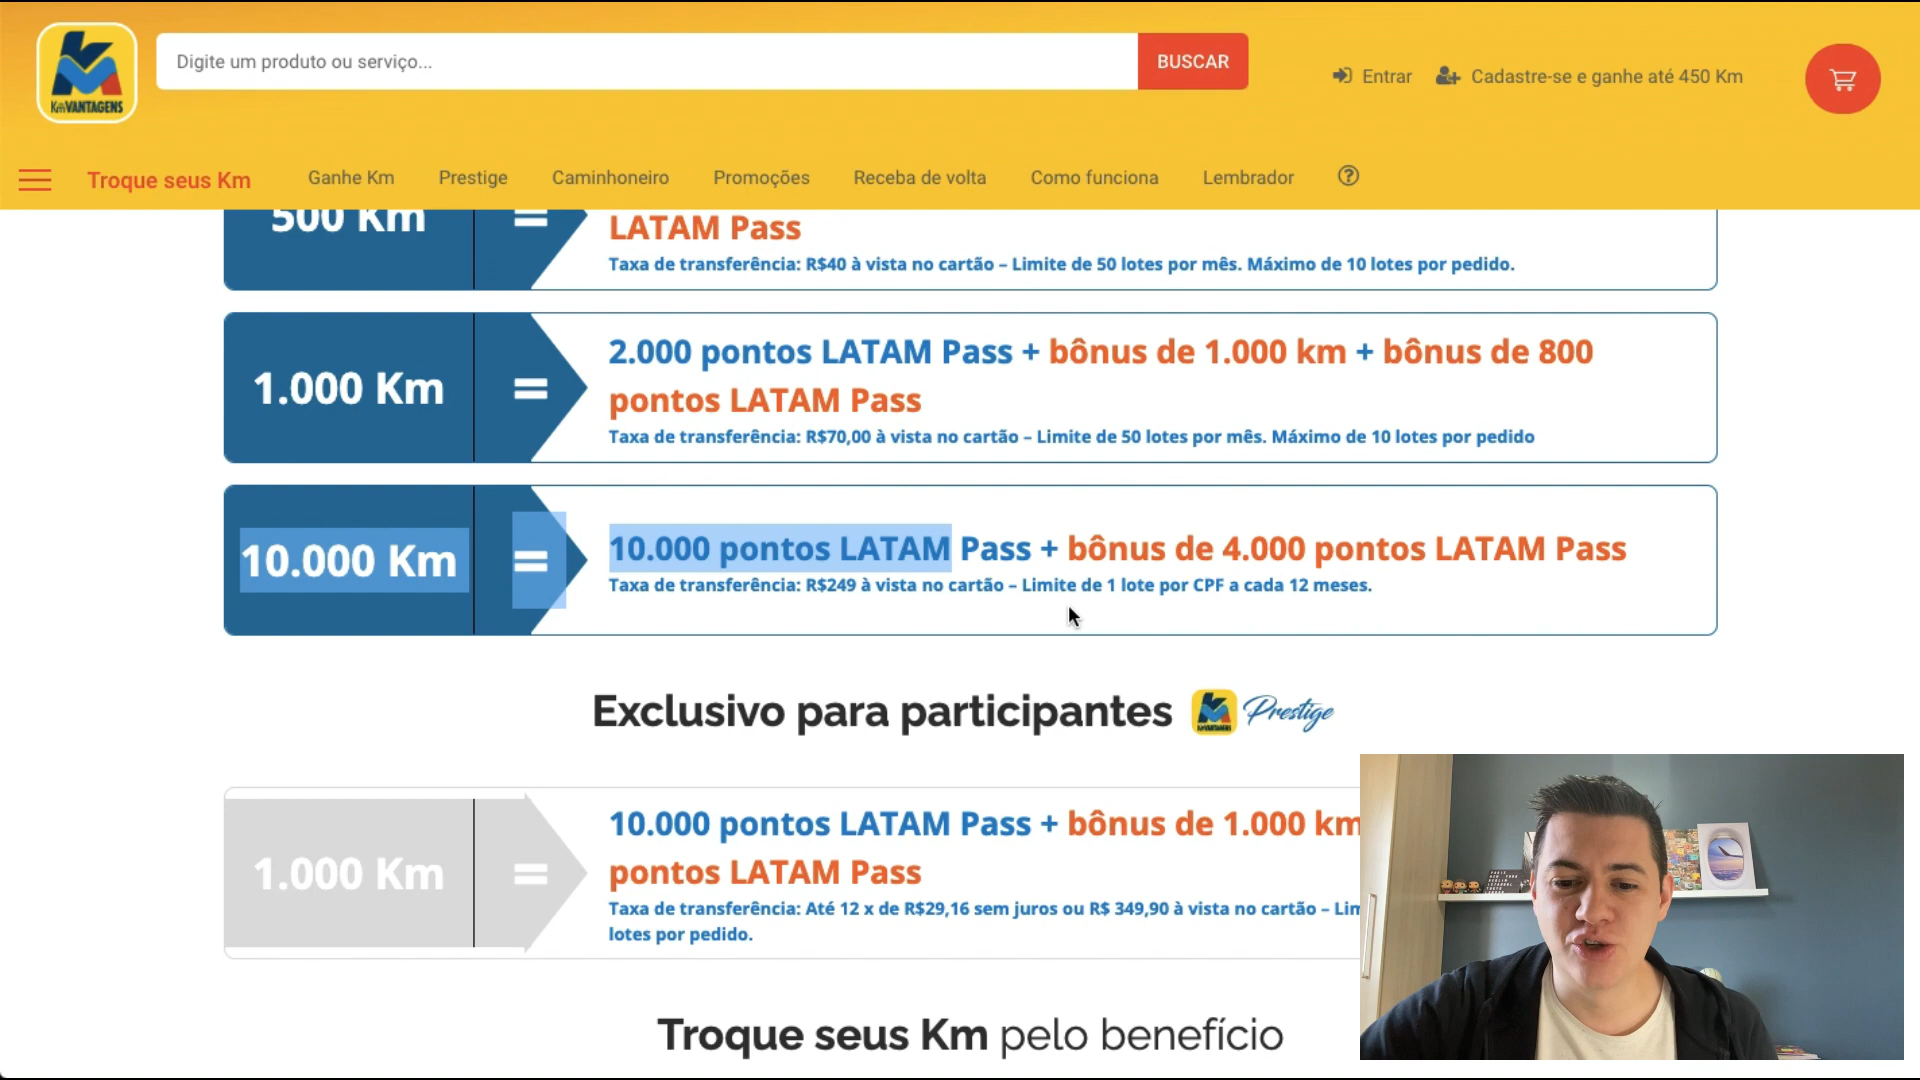 Km VANTAGENS
Digite um produto ou serviço...
BUSCAR
Entrar
Cadastre-se e ganhe até 450 Km
Troque seus Km
Ganhe Km
Prestige
Caminhoneiro
Promoções
Receba de volta
Como funciona
Lembrador
?
500 Km
=
LATAM Pass
Taxa de transferência: R$40 à vista no cartão – Limite de 50 lotes por mês. Máximo de 10 lotes por pedido.
1.000 Km
=
2.000 pontos LATAM Pass + bônus de 1.000 km + bônus de 800
pontos LATAM Pass
Taxa de transferência: R$70,00 à vista no cartão – Limite de 50 lotes por mês. Máximo de 10 lotes por pedido
10.000 Km
=
10.000 pontos LATAM Pass + bônus de 4.000 pontos LATAM Pass
Taxa de transferência: R$249 à vista no cartão – Limite de 1 lote por CPF a cada 12 meses.
Exclusivo para participantes
Prestige
1.000 Km
=
10.000 pontos LATAM Pass + bônus de 1.000 km
pontos LATAM Pass
Taxa de transferência: Até 12 x de R$29,16 sem juros ou R$ 349,90 à vista no cartão – Lim
lotes por pedido.
Troque seus Km pelo benefício